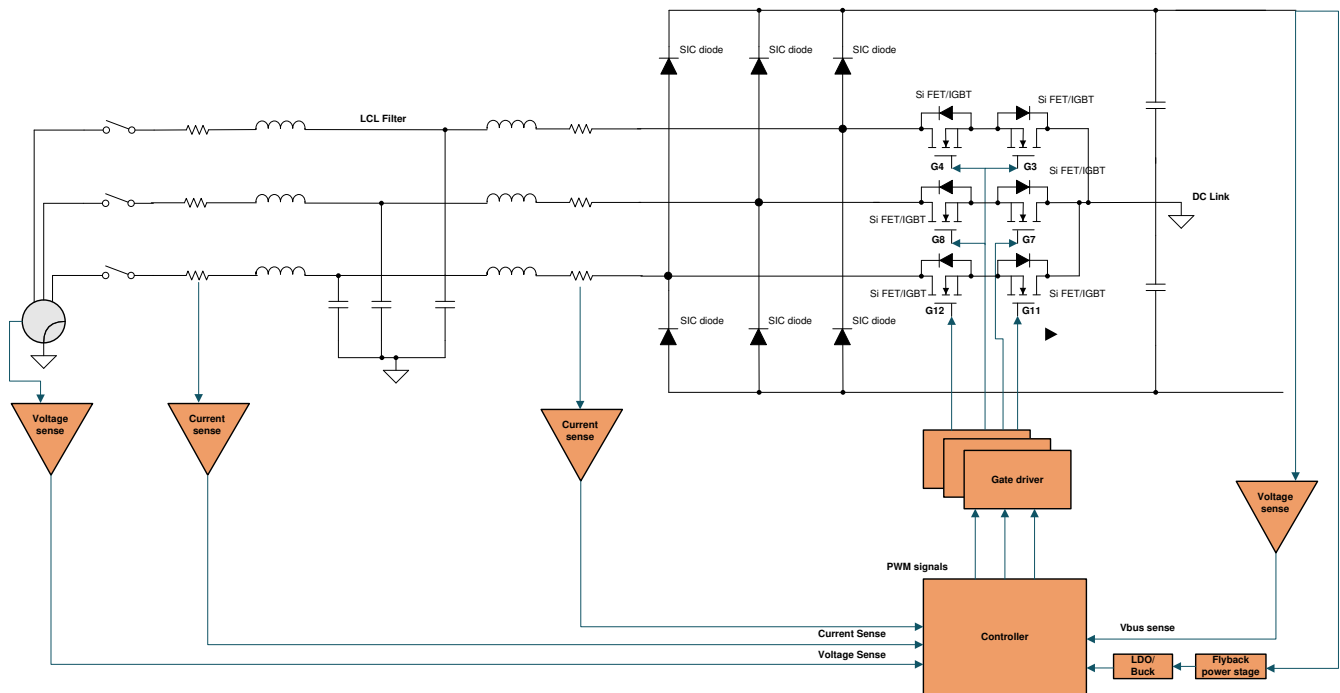 SIC diode
SIC diode
SIC diode
Si FET/IGBT
Si FET/IGBT
LCL Filter
G4
G3
Si FET/IGBT
DC Link
Si FET/IGBT
G8
G7
Si FET/IGBT
Si FET/IGBT
G12
G11
SIC diode
SIC diode
SIC diode
Voltage
sense
Current
sense
Current
sense
Gate driver
Voltage
sense
PWM signals
Controller
Vbus sense
Current Sense
Voltage Sense
LDO/
Buck
Flyback
power stage